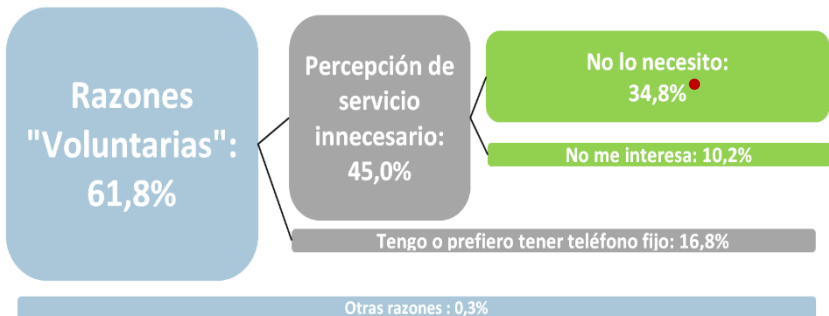 Razones
"Voluntarias":
61,8%
Percepción de
servicio
innecesario:
45,0%
No lo necesito:
34,8%
No me interesa: 10,2%
Tengo o prefiero tener teléfono fijo: 16,8%
Otras razones : 0,3%